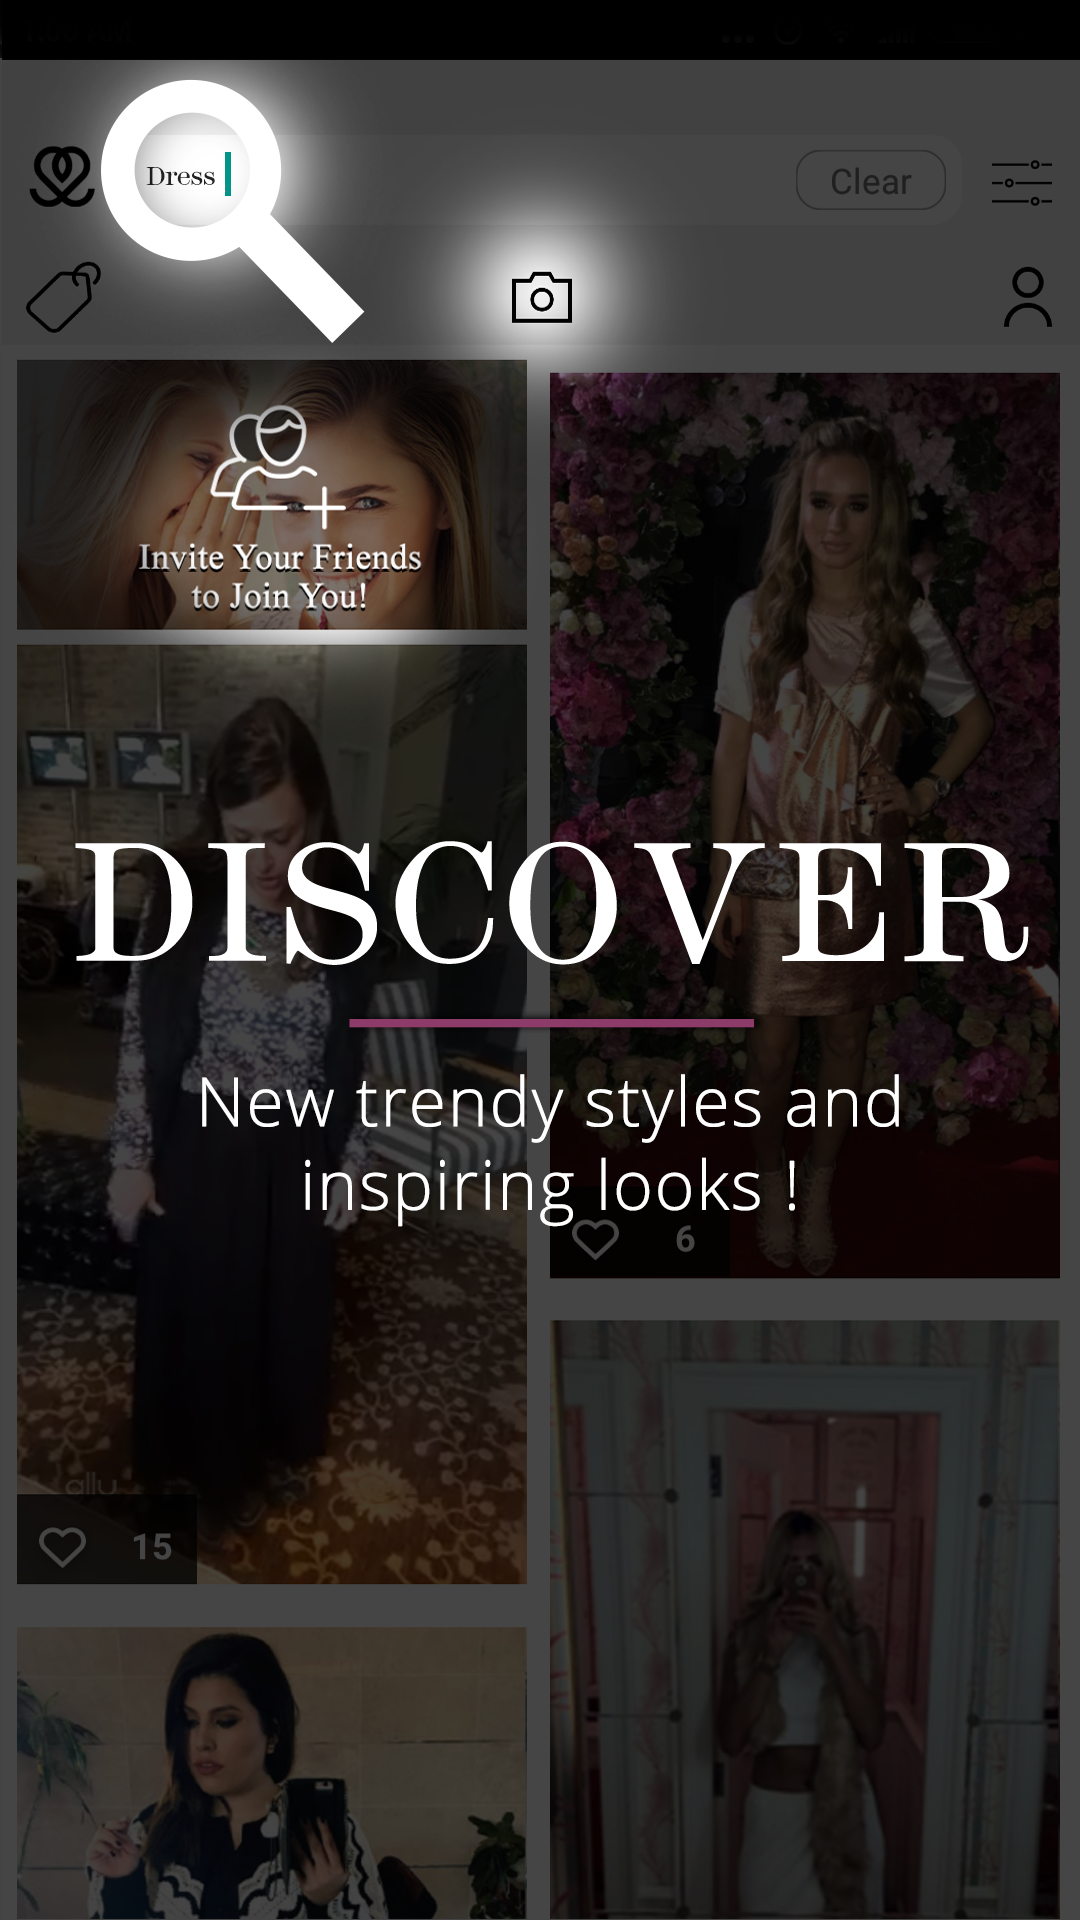 Dress
Clear
Invite Your Friends
to Join You!
DISCOVER
New trendy styles and
inspiring looks !
6
allu
15